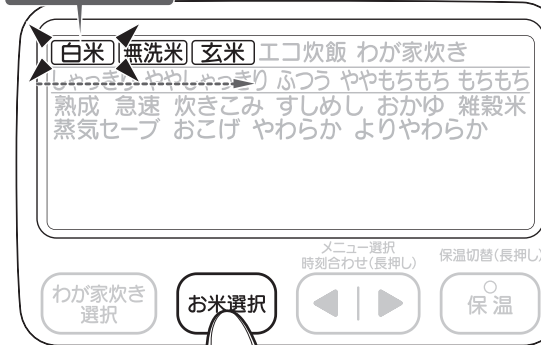 白米 無洗米 玄米 エコ炊飯 わが家炊き
しゃっきり ややしゃっきり ふつう ややもちもち もちもち
熟成 急速 炊きこみ すしめし おかゆ 雑穀米
蒸気セーブ おこげ やわらか よりやわらか
メニュー選択
時刻合わせ(長押し)
保温切替(長押し)
わが家炊き
選択
お米選択
保温